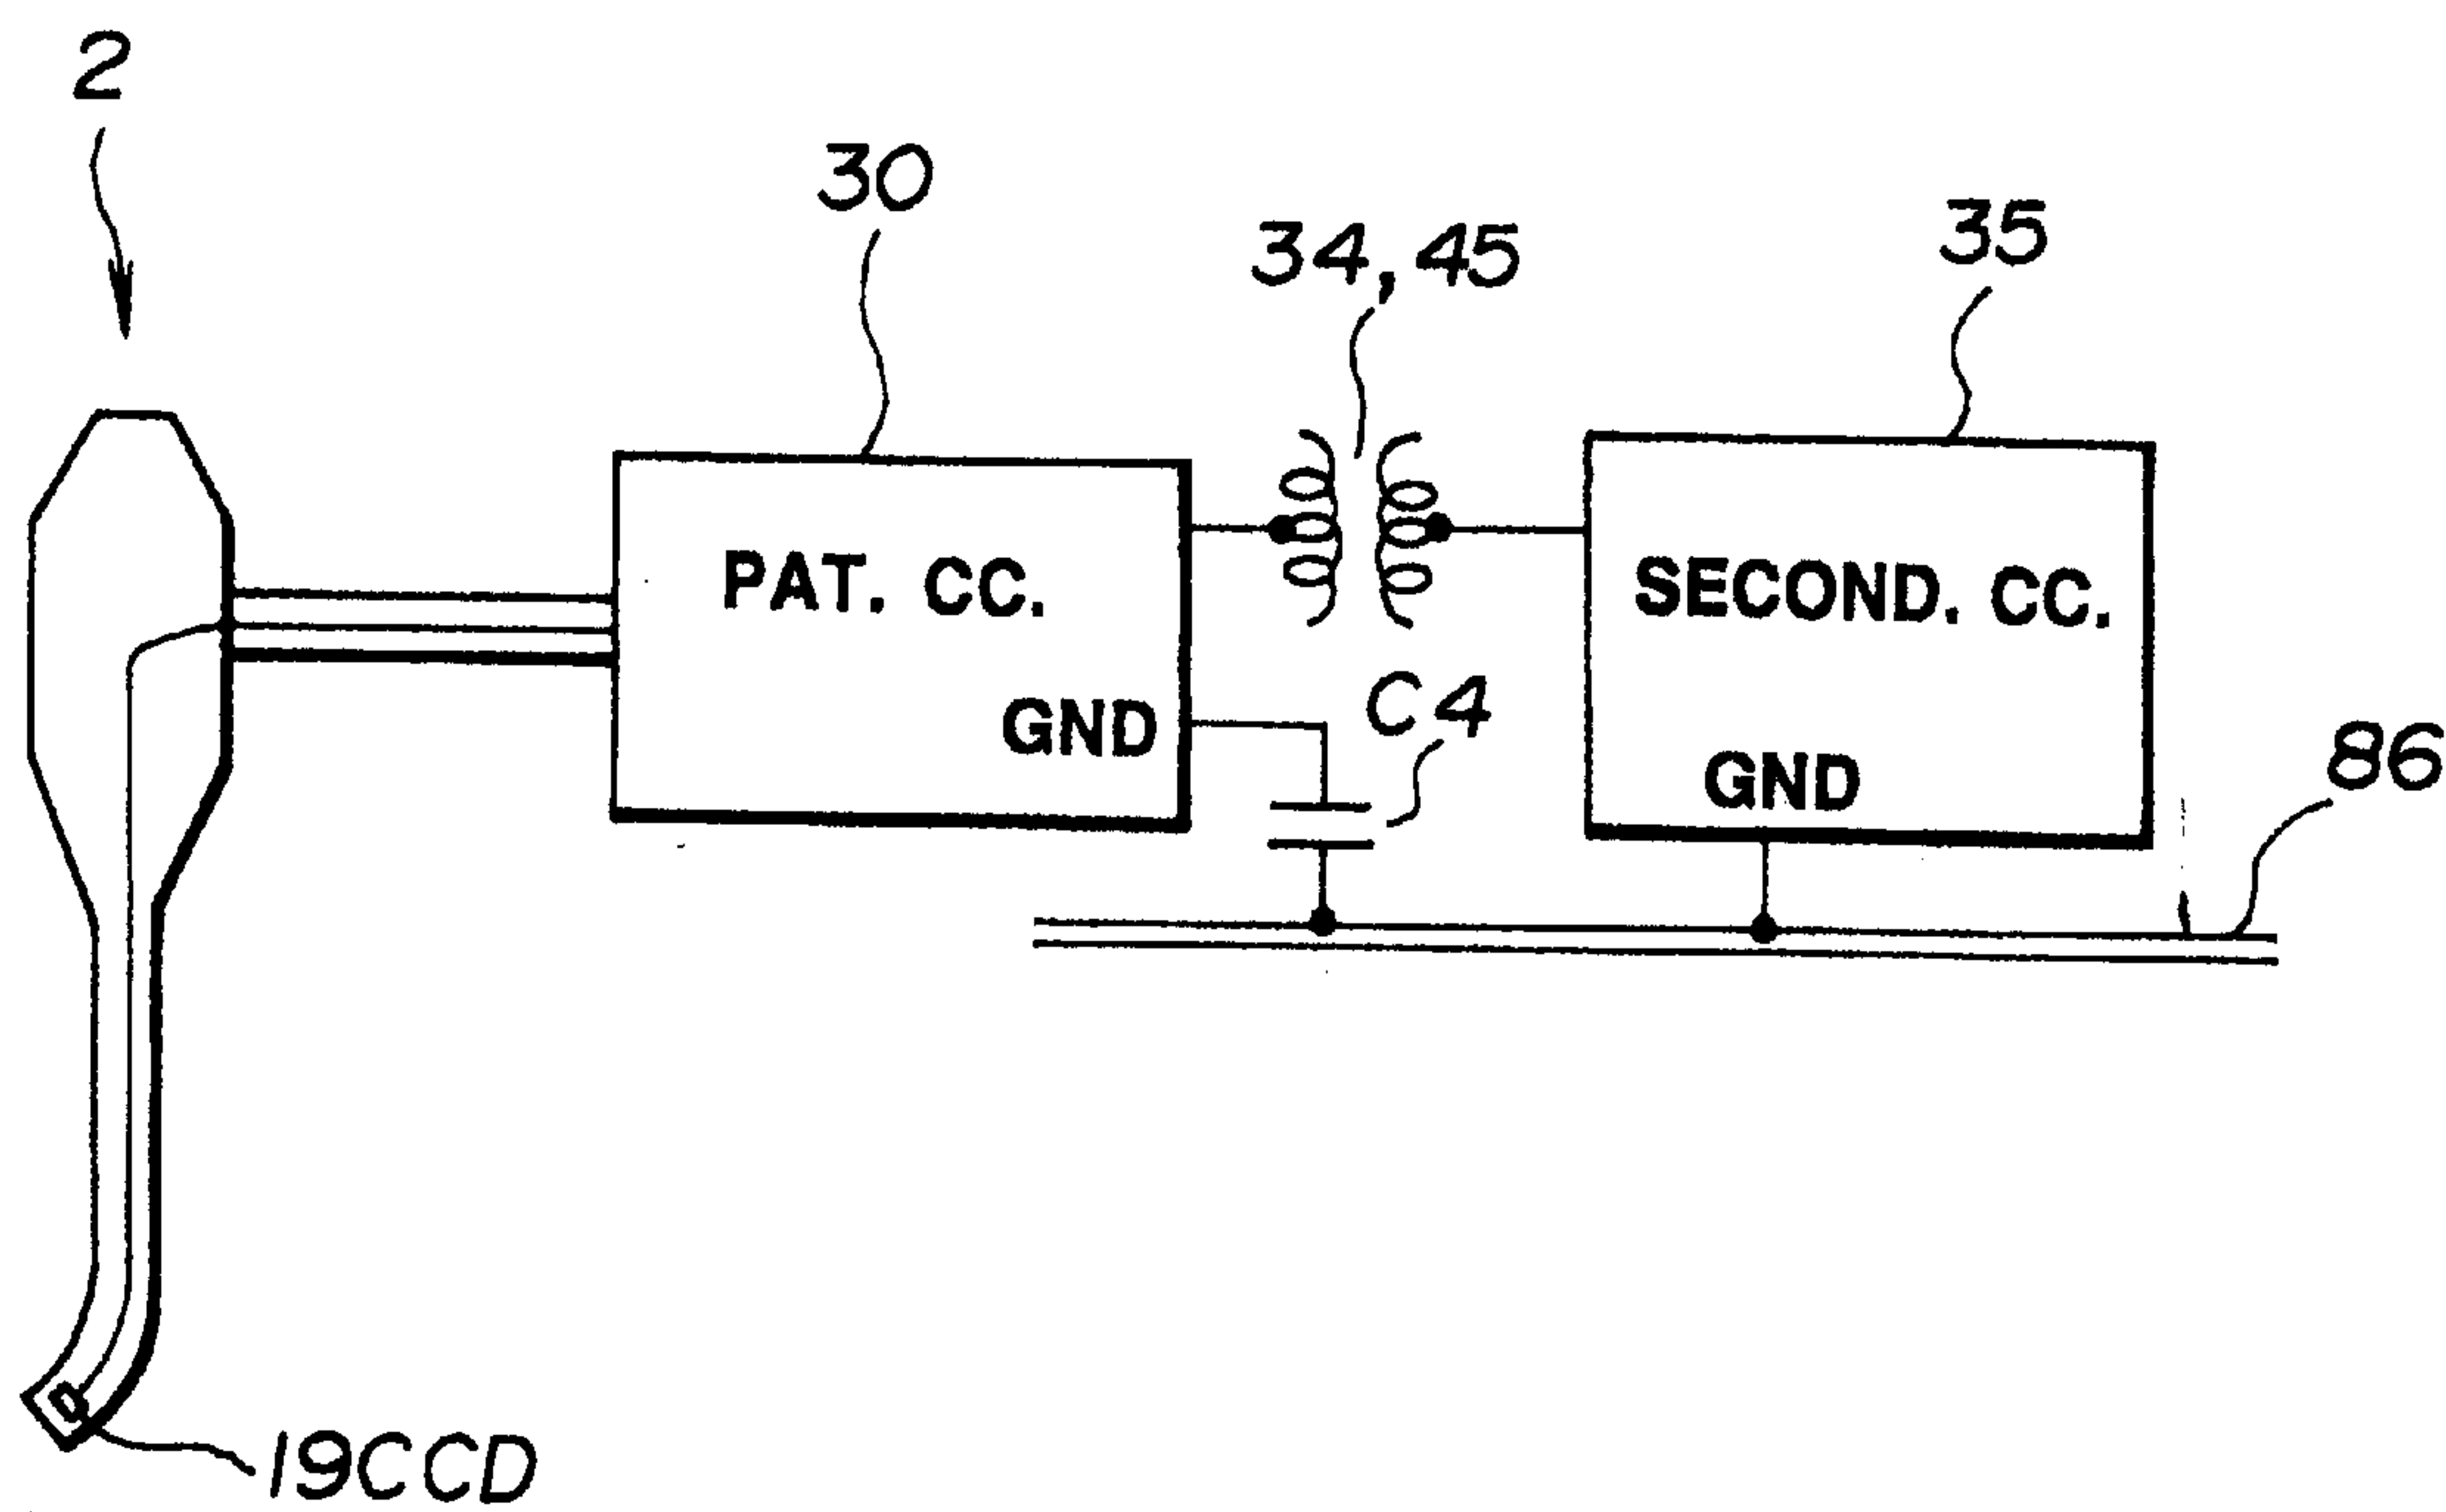 2
30
34,45
35
PAT. CC.
SECOND. CC.
GND
C4
GND
86
19CCD